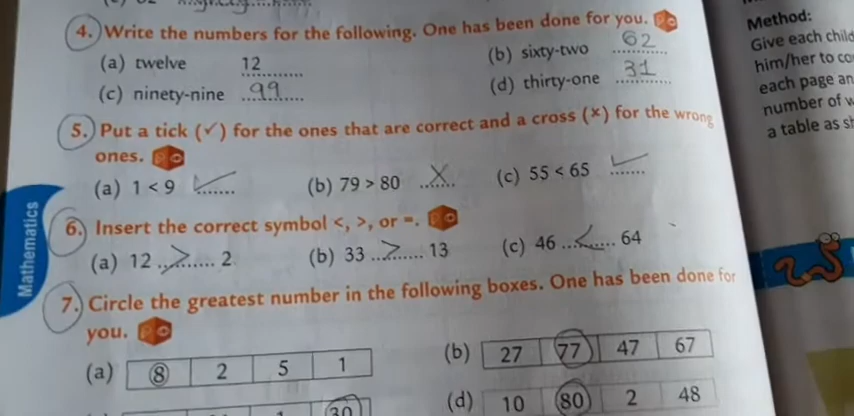 4. Write the numbers for the following. One has been done for you.
(a) twelve 12 (b) sixty-two 62
(c) ninety-nine 99 (d) thirty-one 31
5. Put a tick (✓) for the ones that are correct and a cross (×) for the wrong
ones.
(a) 1 < 9 ✓ (b) 79 > 80 X (c) 55 < 65 ✓
6. Insert the correct symbol <, >, or =.
(a) 12 > 2 (b) 33 > 13 (c) 46 < 64
7. Circle the greatest number in the following boxes. One has been done for
you.
(a) 8 2 5 1 (b) 27 77 47 67
30 (d) 10 80 2 48
Mathematics
Method:
Give each child
him/her to
each page an
number of
a table as